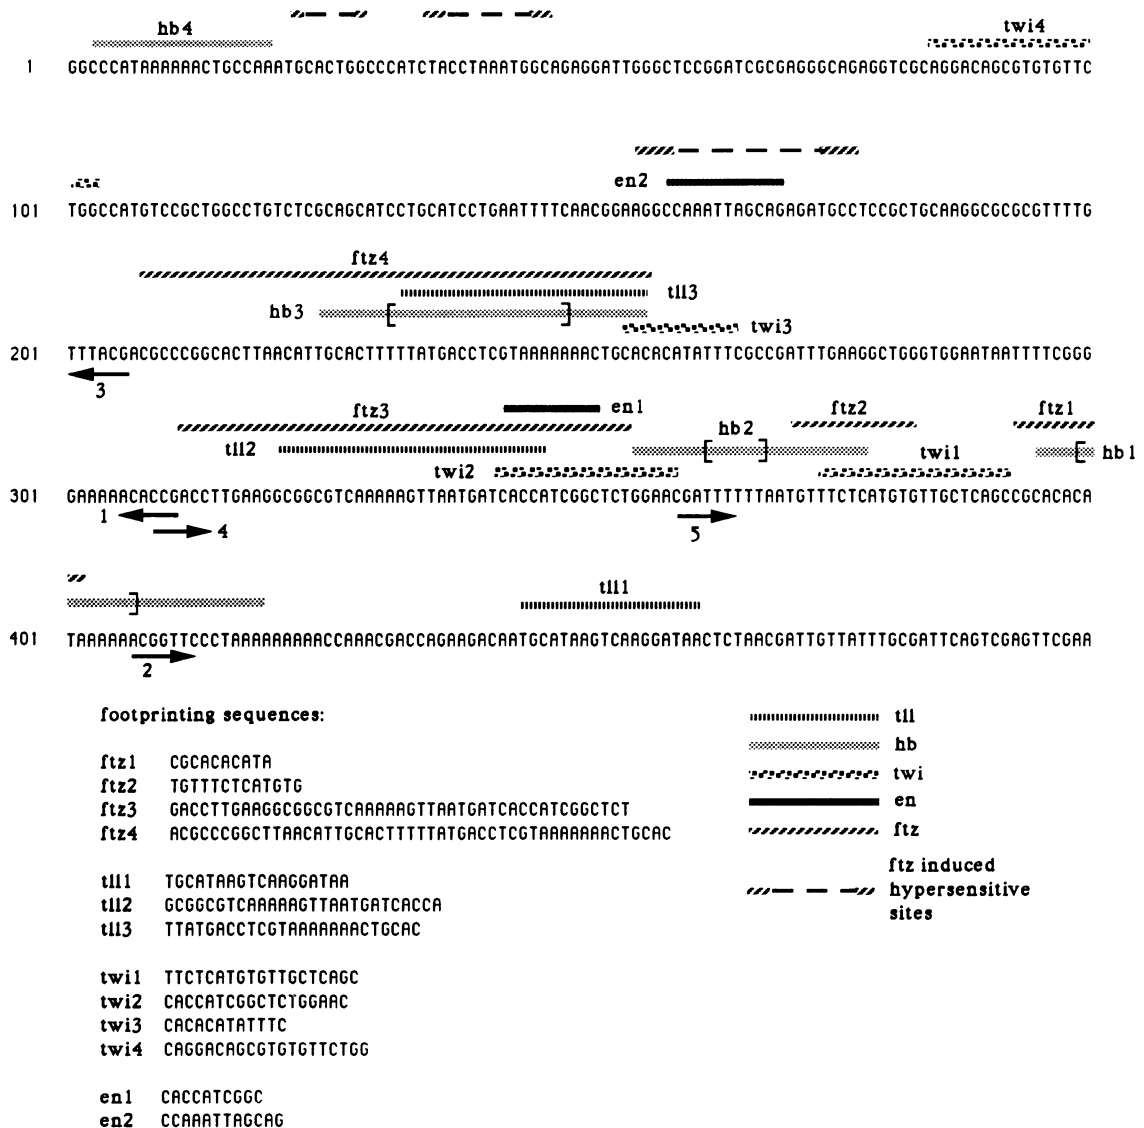 hb4 twi4
1 GGCCCATAAAAAACTGCCAAATGCACTGGCCCATCTACCTAAATGGCAGAGGATTGGGCTCCGGATCGCGAGGGCAGAGGTCGCAGGACAGCGTGTGTTC
en2
101 TGGCCATGTCCGCTGGCCTGTCTCGCAGCATCCTGCATCCTGAATTTTCAACGGAAGGCCAAATTAGCAGAGATGCCTCCGCTGCAAGGCGCGCGTTTTG
ftz4
tll3
hb3 [ ]
twi3
201 TTTACGACGCCCGGCACTTAACATTGCACTTTTTATGACCTCGTAAAAAAACTGCACACATATTTCGCCGATTTGAAGGCTGGGTGGAATAATTTTCGGG
3
ftz3 en1 ftz2 ftz1
tll2 hb2 [ ] [ hb1
twi2 twi1
301 GAAAAACACCGACCTTGAAGGCGGCGTCAAAAAGTTAATGATCACCATCGGCTCTGGAACGATTTTTTAATGTTTCTCATGTGTTGCTCAGCCGCACACA
1 4 5
] tll1
401 TAAAAAACGGTTCCCTAAAAAAAAACCAAACGACCAGAAGACAATGCATAAGTCAAGGATAACTCTAACGATTGTTATTTGCGATTCAGTCGAGTTCGAA
2
footprinting sequences:
ftz1 CGCACACATA
ftz2 TGTTTCTCATGTG
ftz3 GACCTTGAAGGCGGCGTCAAAAAGTTAATGATCACCATCGGCTCT
ftz4 ACGCCCGGCTTAACATTGCACTTTTTATGACCTCGTAAAAAAACTGCAC
tll1 TGCATAAGTCAAGGATAA
tll2 GCGGCGTCAAAAAGTTAATGATCACCA
tll3 TTATGACCTCGTAAAAAAACTGCAC
twi1 TTCTCATGTGTTGCTCAGC
twi2 CACCATCGGCTCTGGAAC
twi3 CACACATATTTC
twi4 CAGGACAGCGTGTGTTCTGG
en1 CACCATCGGC
en2 CCAAATTAGCAG
tll
hb
twi
en
ftz
ftz induced
hypersensitive
sites